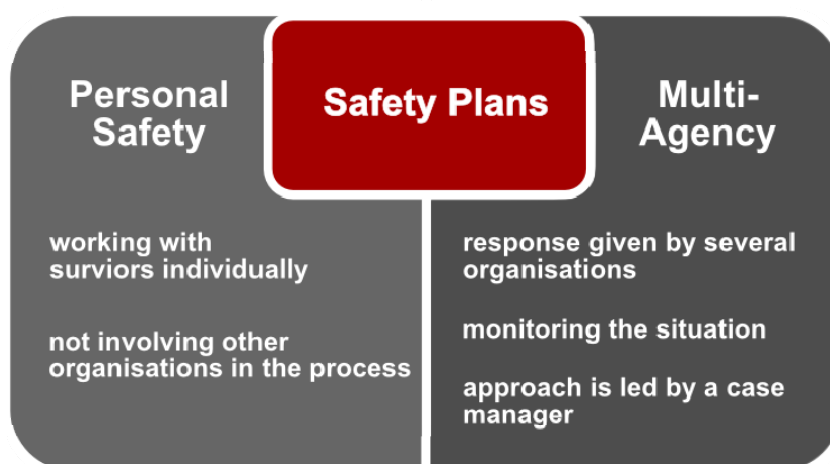 Personal
Safety
Safety Plans
Multi-
Agency
working with
surviors individually
not involving other
organisations in the process
response given by several
organisations
monitoring the situation
approach is led by a case
manager